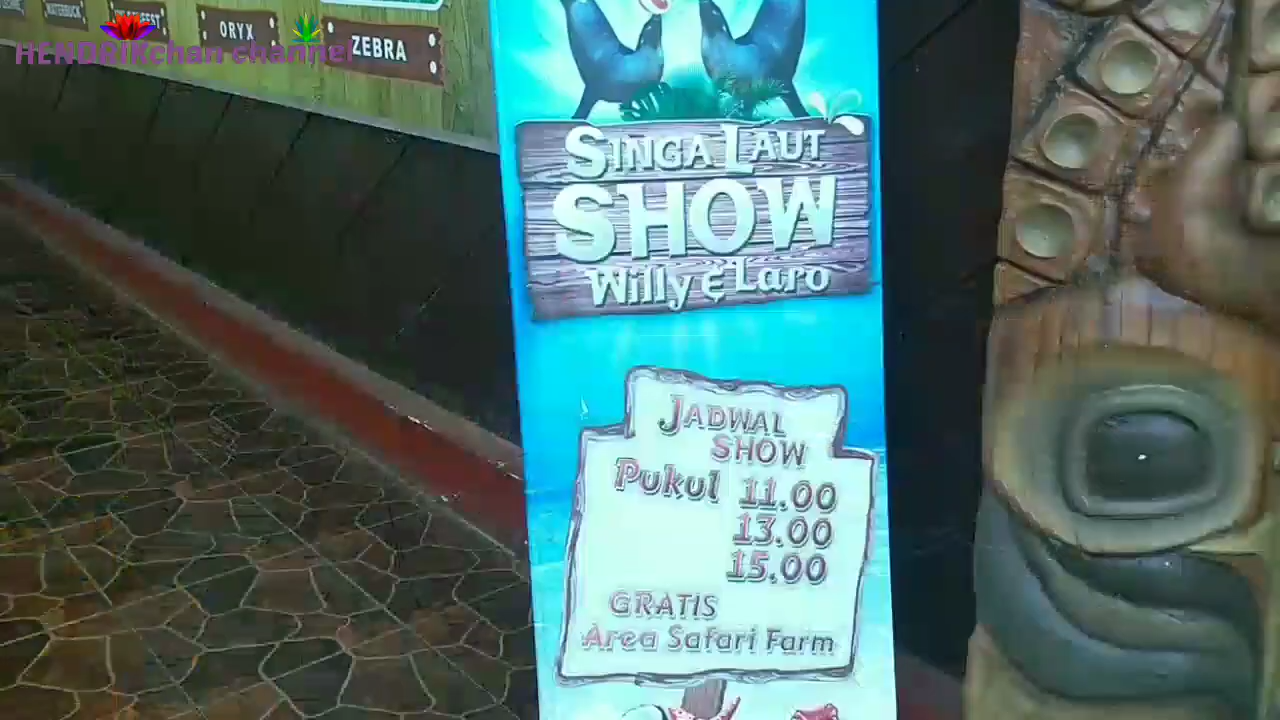 WATERBUCK
ORYX
ZEBRA
HENDRIKchan channel
SINGA LAUT
SHOW
Willy & Laro
JADWAL
SHOW
Pukul 11.00
13.00
15.00
GRATIS
Area Safari Farm